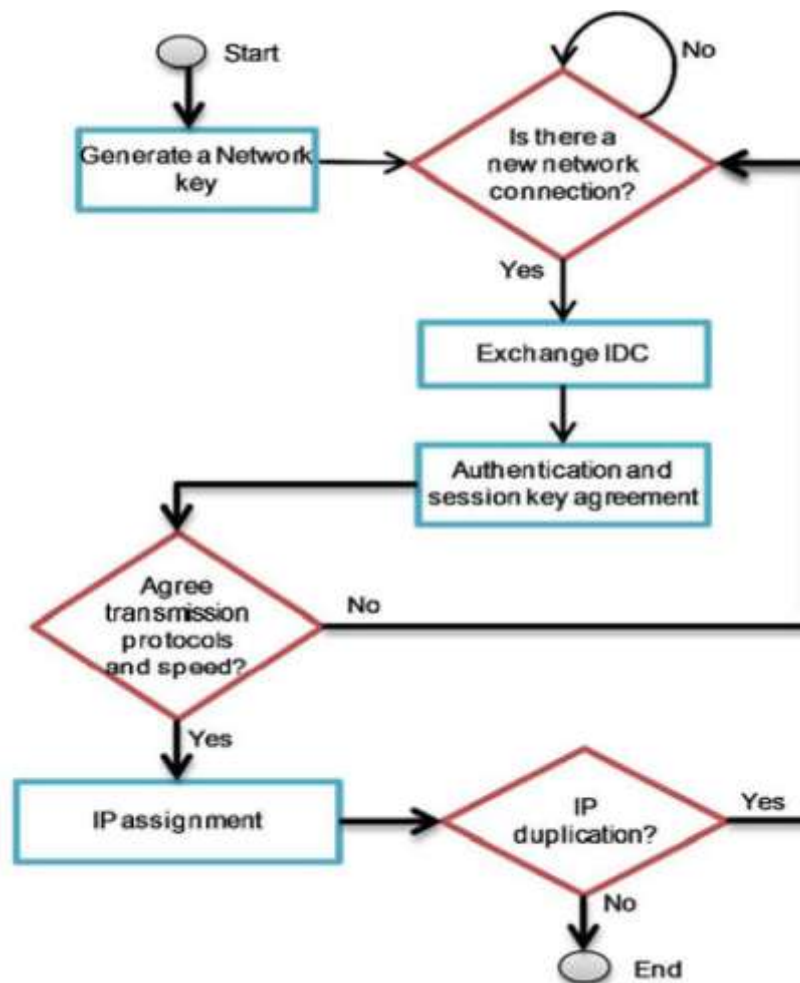 Start
No
Generate a Network
key
Is there a
new network
connection?
Yes
Exchange IDC
Authentication and
session key agreement
Agree
transmission
protocols
and speed?
No
Yes
IP assignment
IP
duplication?
Yes
No
End